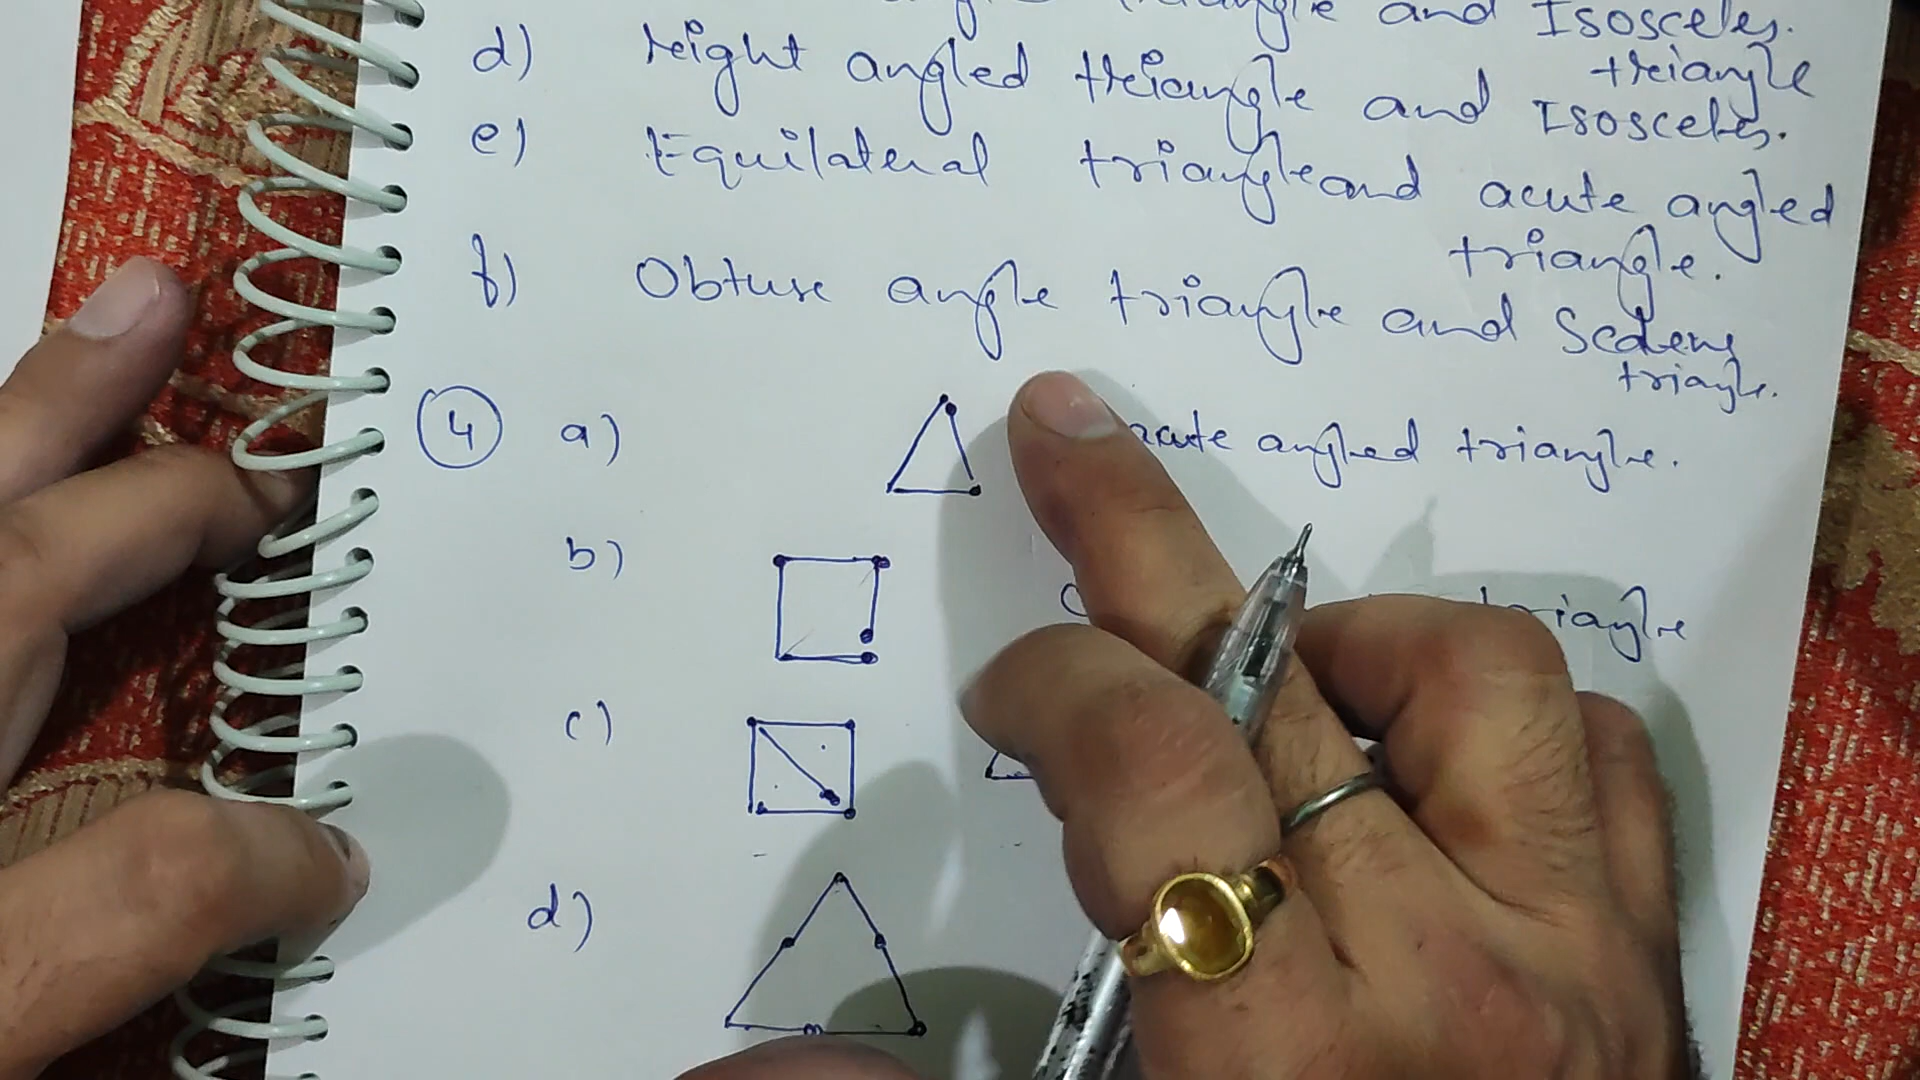 triangle and Isosceles.
triangle
d) right angled triangle and Isosceles.
e) Equilateral triangle and acute angled
triangle.
f) Obtuse angle triangle and Scalene
triangle.
4 a) acute angled triangle.
b) triangle
c)
d)